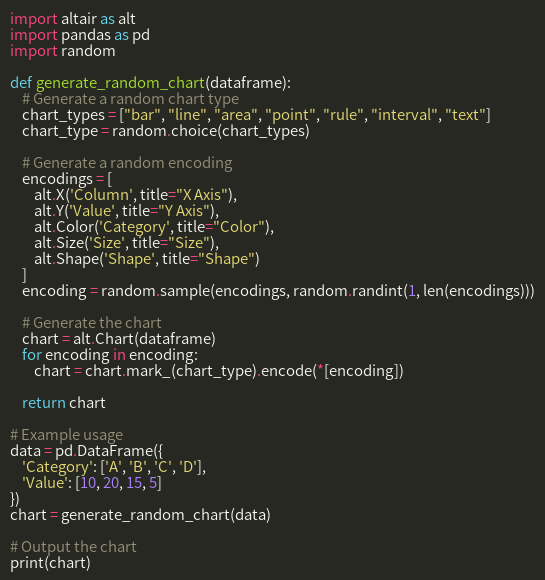 import altair as alt
import pandas as pd
import random

def generate_random_chart(dataframe):
    # Generate a random chart type
    chart_types = ["bar", "line", "area", "point", "rule", "interval", "text"]
    chart_type = random.choice(chart_types)

    # Generate a random encoding
    encodings = [
        alt.X('Column', title="X Axis"),
        alt.Y('Value', title="Y Axis"),
        alt.Color('Category', title="Color"),
        alt.Size('Size', title="Size"),
        alt.Shape('Shape', title="Shape")
    ]
    encoding = random.sample(encodings, random.randint(1, len(encodings)))

    # Generate the chart
    chart = alt.Chart(dataframe)
    for encoding in encoding:
        chart = chart.mark_(chart_type).encode(*[encoding])

    return chart

# Example usage
data = pd.DataFrame({
    'Category': ['A', 'B', 'C', 'D'],
    'Value': [10, 20, 15, 5]
})
chart = generate_random_chart(data)

# Output the chart
print(chart)